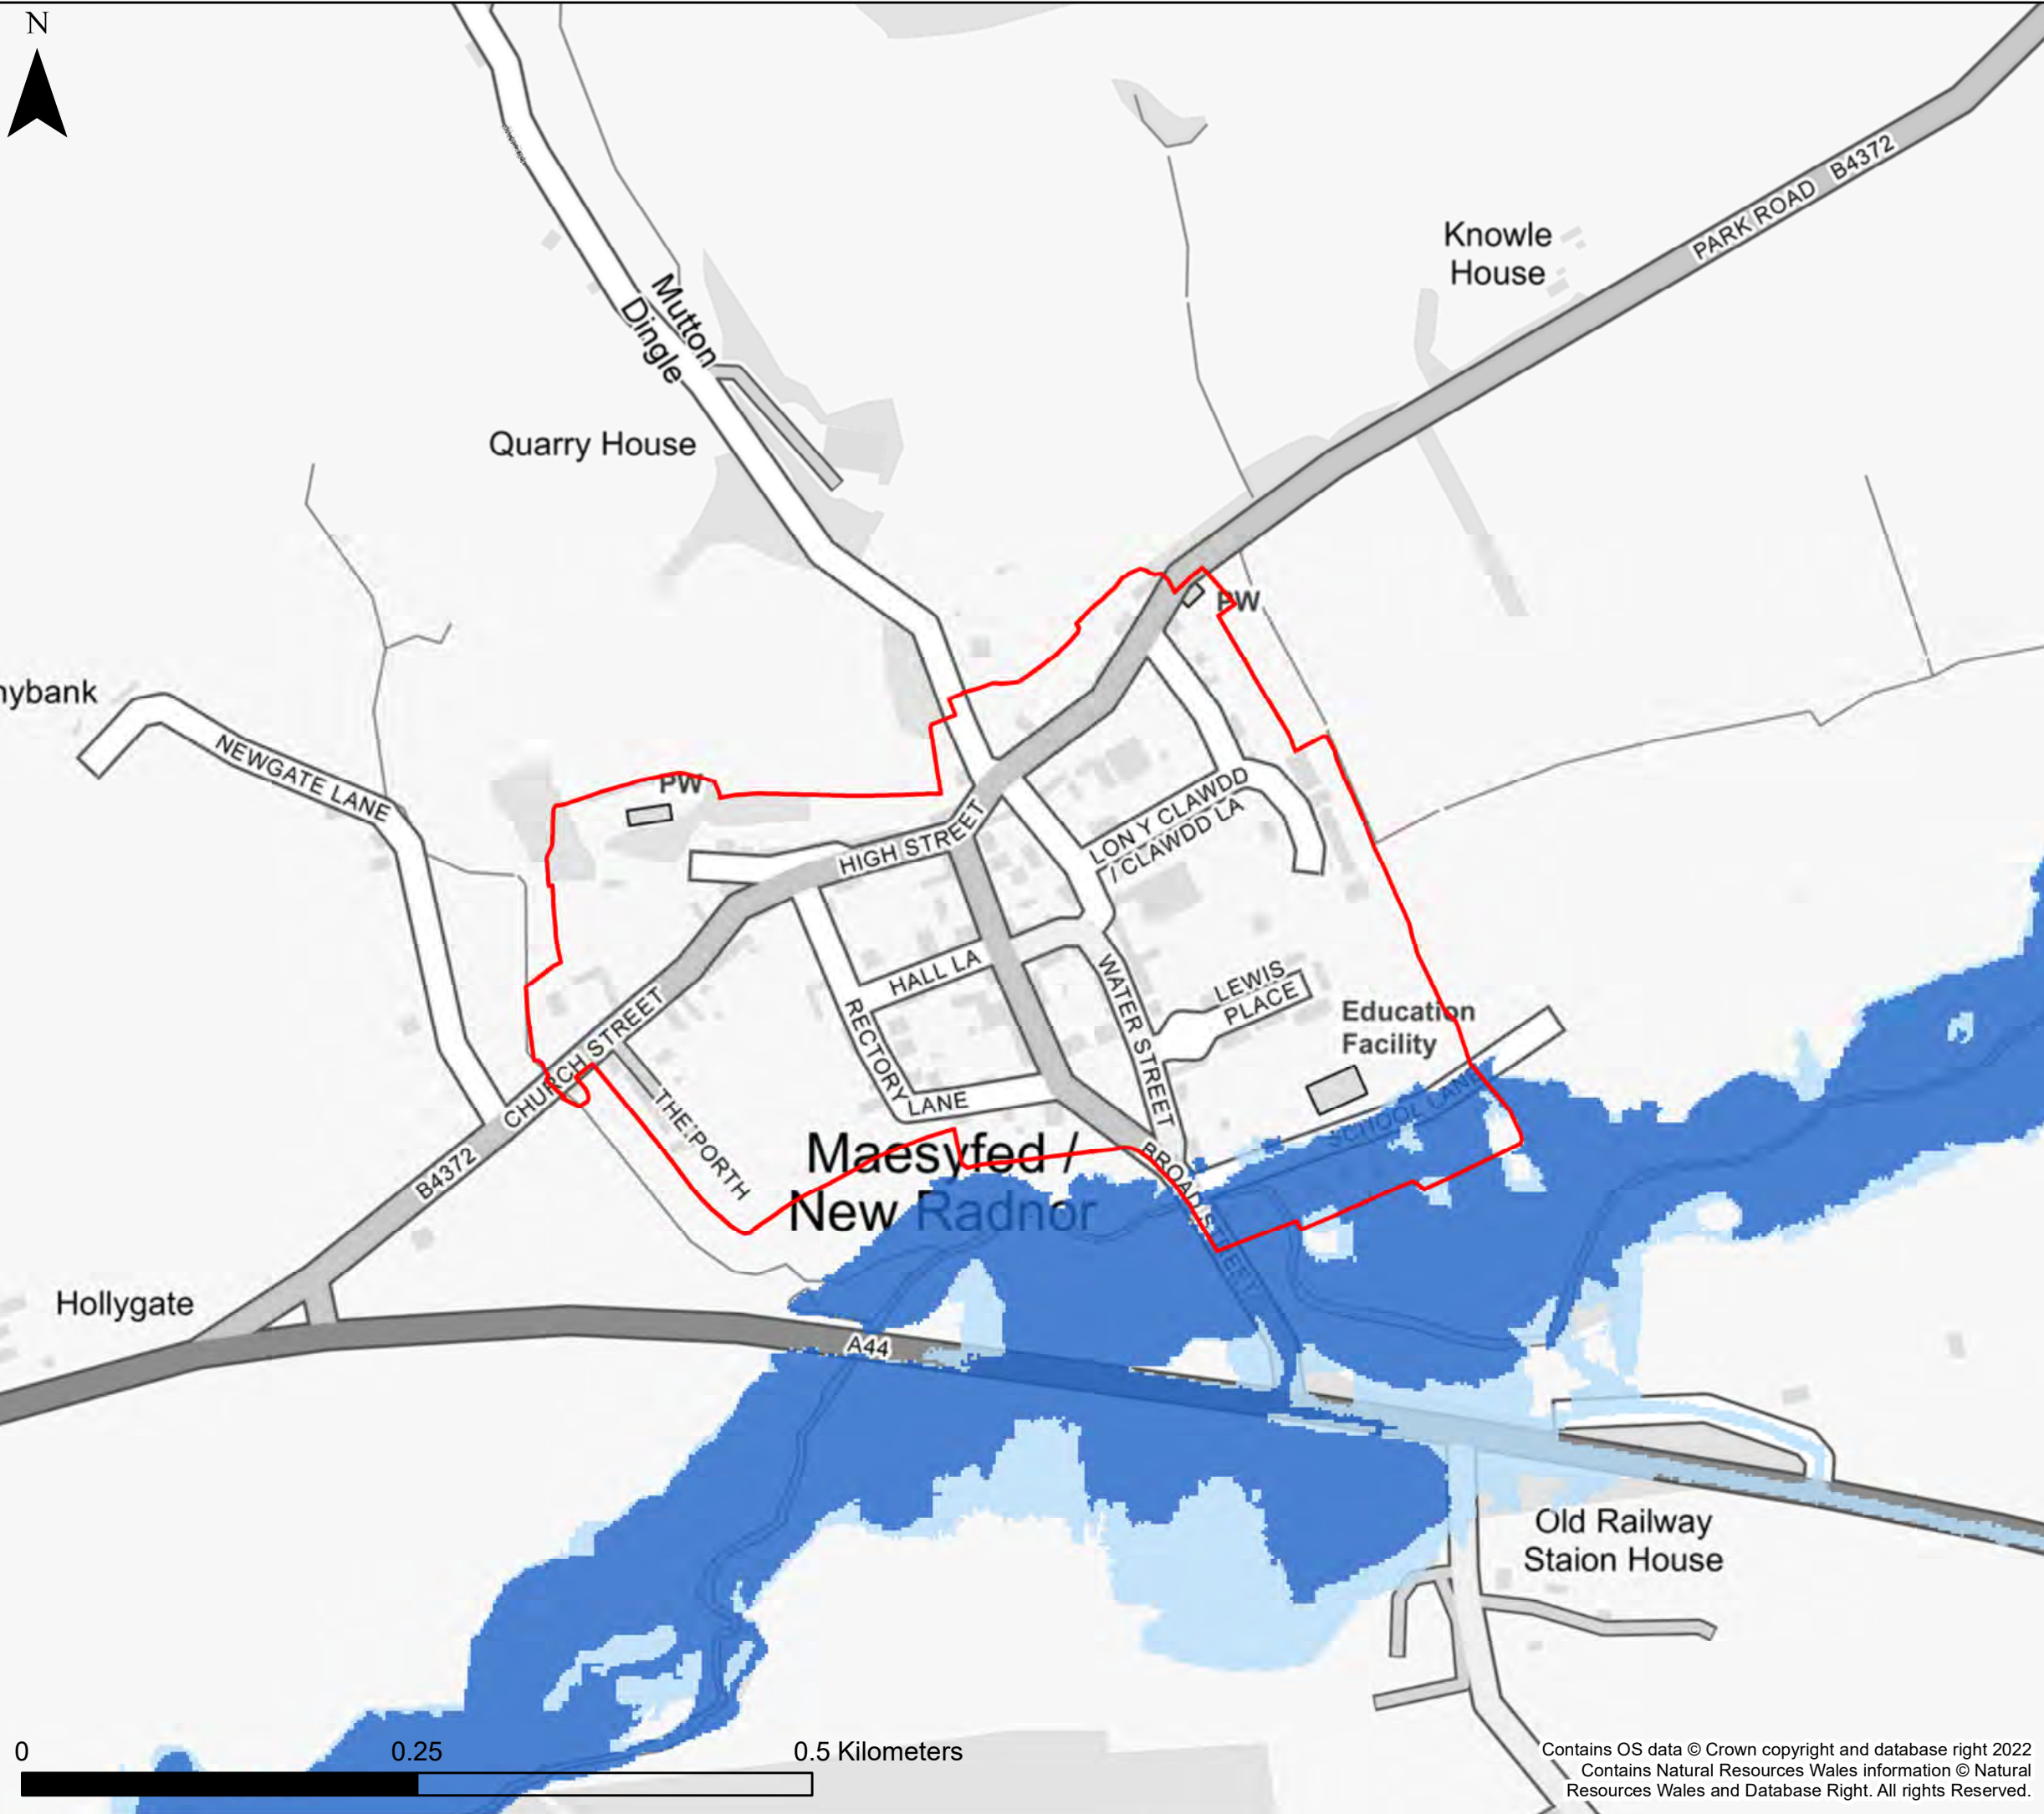 N
PARK ROAD B4372
Knowle
House
Mutton
Dingle
Quarry House
PW
nybank
NEWGATE LANE
PW
HIGH STREET
LON Y CLAWDD
/ CLAWDD LA
HALL LA
WATER STREET
LEWIS
PLACE
Education
Facility
RECTORY
LANE
CHURCH STREET
THE PORTH
SCHOOL LANE
B4372
Maesyfed /
New Radnor
BROAD STREET
Hollygate
A44
Old Railway
Staion House
0
0.25
0.5 Kilometers
Contains OS data © Crown copyright and database right 2022
Contains Natural Resources Wales information © Natural
Resources Wales and Database Right. All rights Reserved.